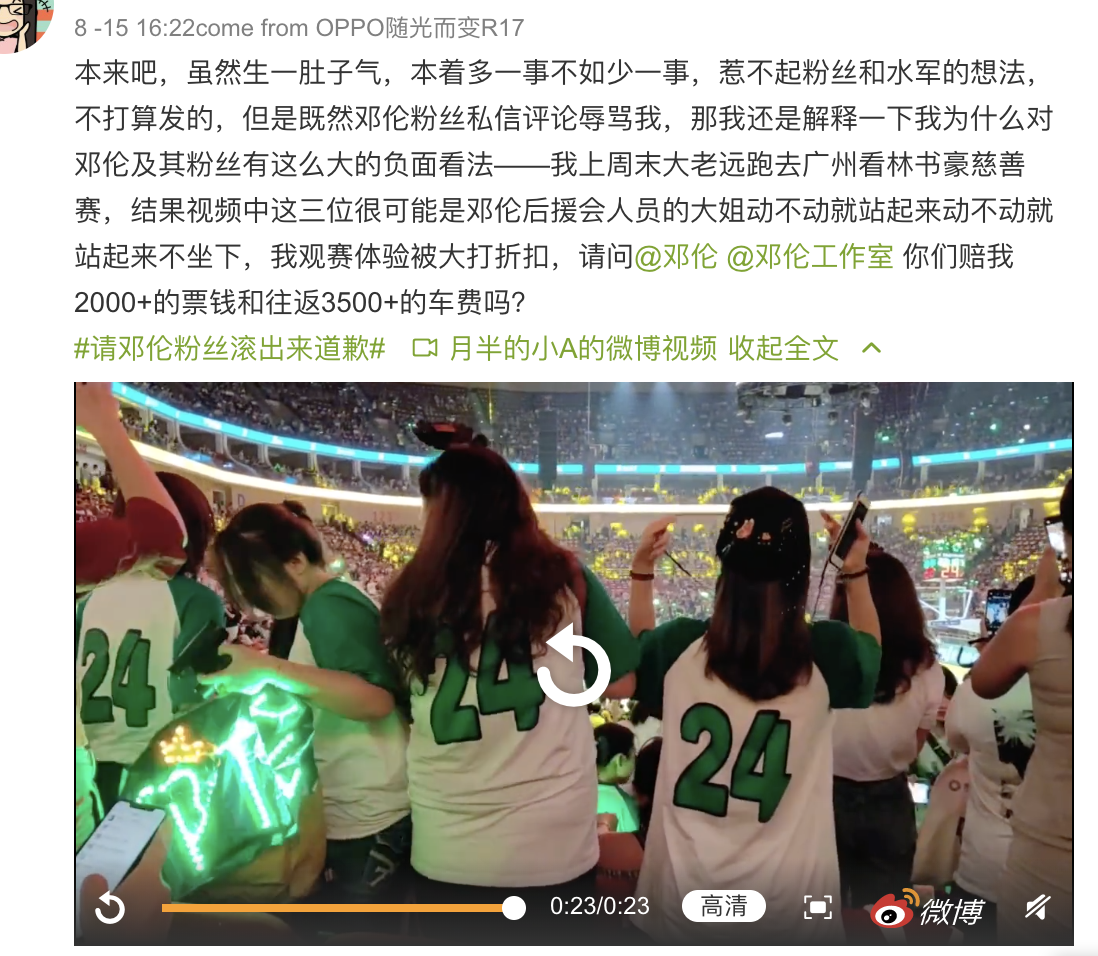 8 -15 16:22come from OPPO随光而变R17
本来吧，虽然生一肚子气，本着多一事不如少一事，惹不起粉丝和水军的想法，
不打算发的，但是既然邓伦粉丝私信评论辱骂我，那我还是解释一下我为什么对
邓伦及其粉丝有这么大的负面看法——我上周末大老远跑去广州看林书豪慈善
赛，结果视频中这三位很可能是邓伦后援会人员的大姐动不动就站起来动不动就
站起来不坐下，我观赛体验被大打折扣，请问@邓伦 @邓伦工作室 你们赔我
2000+的票钱和往返3500+的车费吗?
#请邓伦粉丝滚出来道歉# 月半的小A的微博视频 收起全文
24
24
24
0:23/0:23
高清
微博